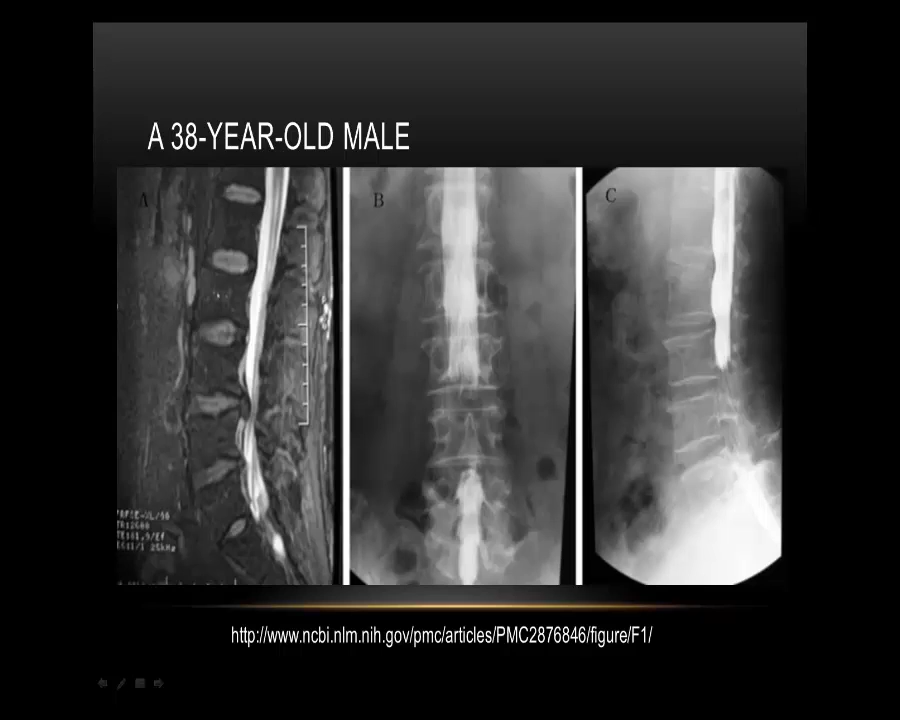 A 38-YEAR-OLD MALE
A
B
C
http://www.ncbi.nlm.nih.gov/pmc/articles/PMC2876846/figure/F1/